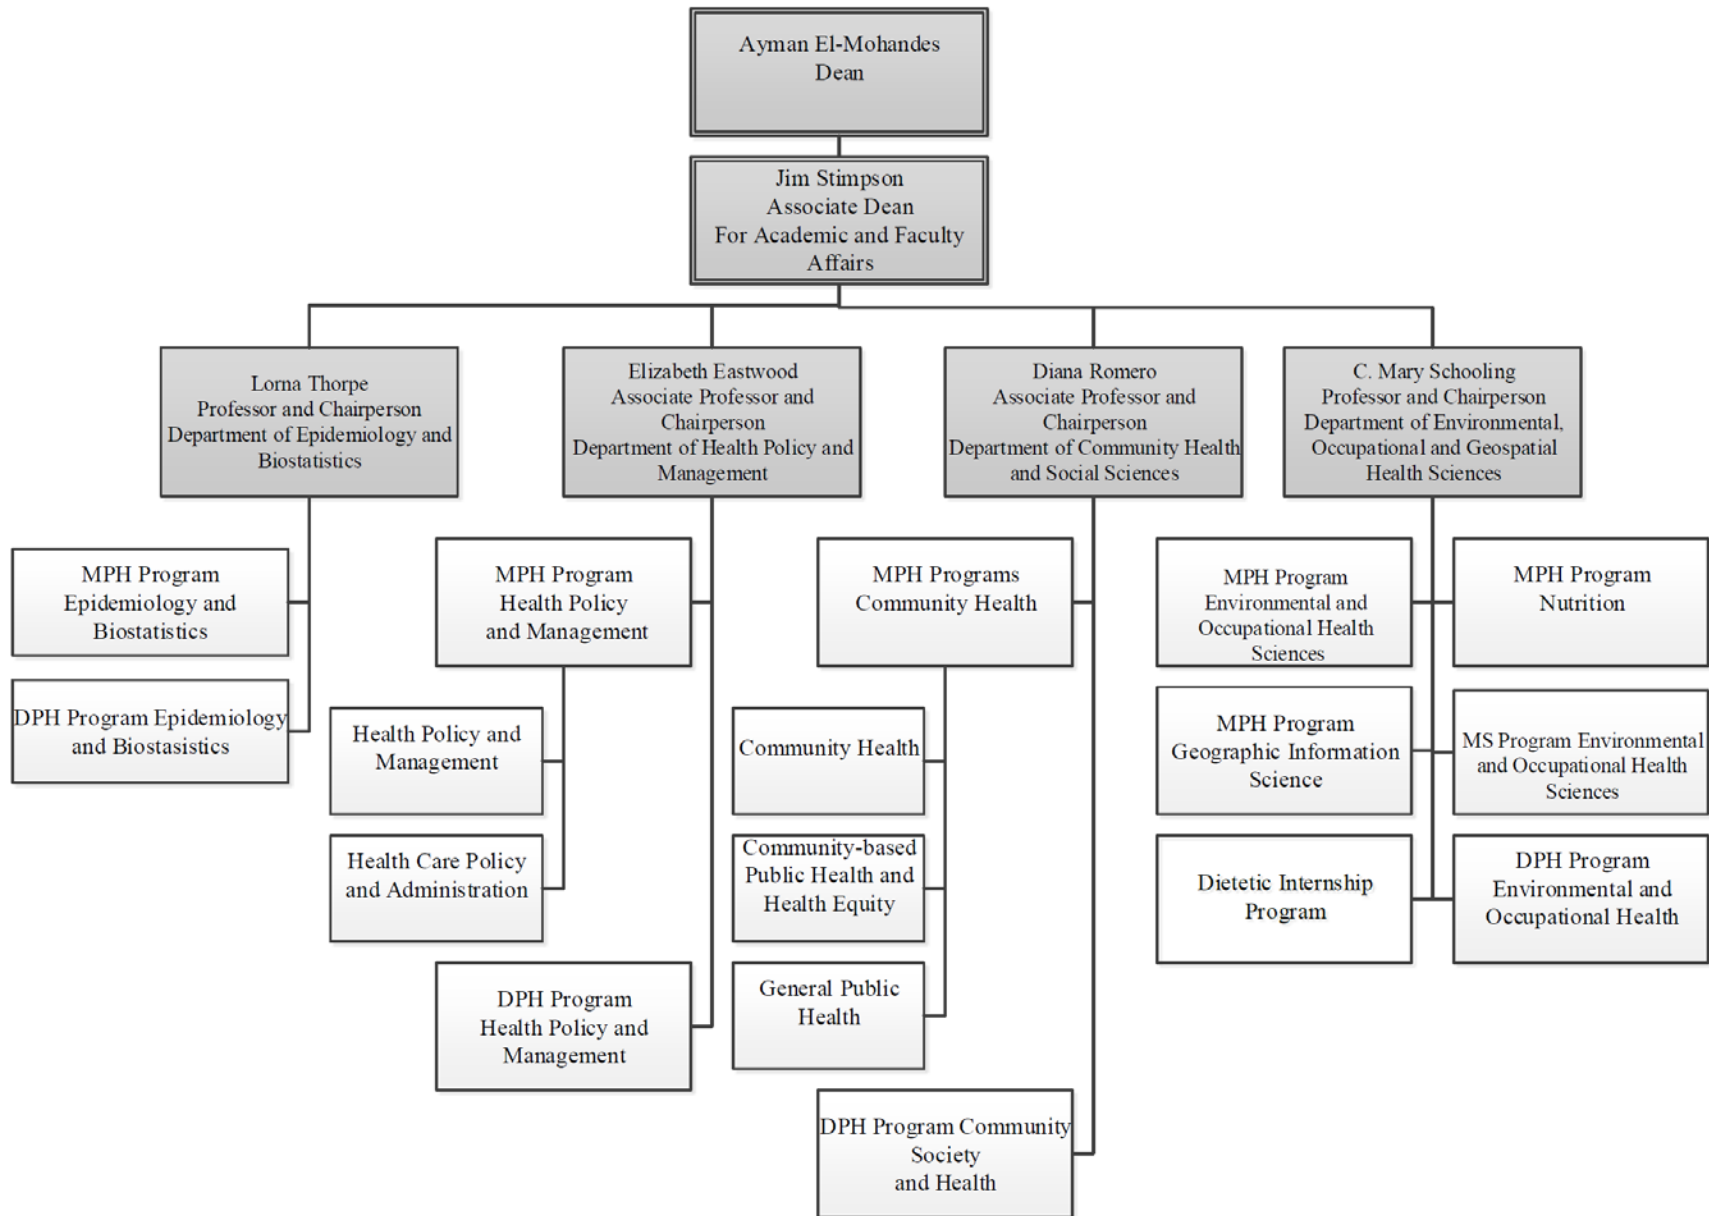 Ayman El-Mohandes
Dean
Jim Stimpson
Associate Dean
For Academic and Faculty
Affairs
Lorna Thorpe
Professor and Chairperson
Department of Epidemiology and
Biostatistics
Elizabeth Eastwood
Associate Professor and
Chairperson
Department of Health Policy and
Management
Diana Romero
Associate Professor and
Chairperson
Department of Community Health
and Social Sciences
C. Mary Schooling
Professor and Chairperson
Department of Environmental,
Occupational and Geospatial
Health Sciences
MPH Program
Epidemiology and
Biostatistics
DPH Program Epidemiology
and Biostasistics
MPH Program
Health Policy
and Management
Health Policy and
Management
Health Care Policy
and Administration
DPH Program
Health Policy and
Management
MPH Programs
Community Health
Community Health
Community-based
Public Health and
Health Equity
General Public
Health
DPH Program Community
Society
and Health
MPH Program
Environmental and
Occupational Health
Sciences
MPH Program
Nutrition
MPH Program
Geographic Information
Science
MS Program Environmental
and Occupational Health
Sciences
Dietetic Internship
Program
DPH Program
Environmental and
Occupational Health